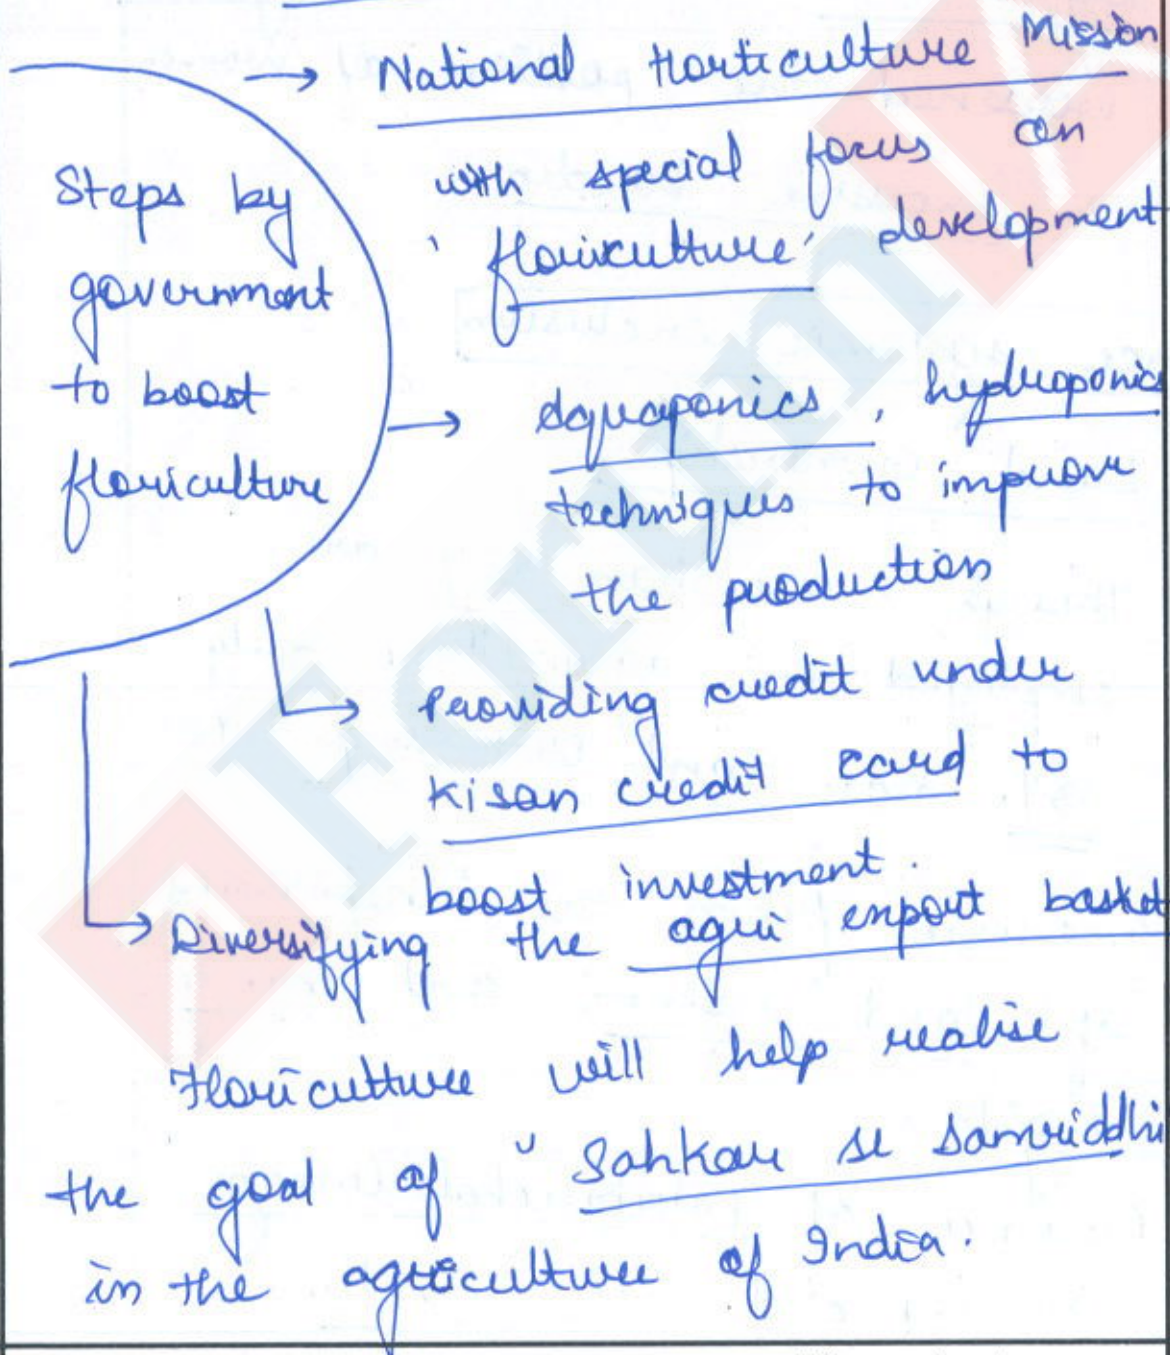 National Horticulture Mission
with special focus on
'floriculture' development
Steps by
government
to boost
floriculture
Aquaponics, hydroponics
techniques to improve
the production
Providing credit under
Kisan credit card to
boost investment.
Diversifying the agri export basket
Floriculture will help realise
the goal of "Sahkar se Samriddhi
in the agriculture of India.
Forum